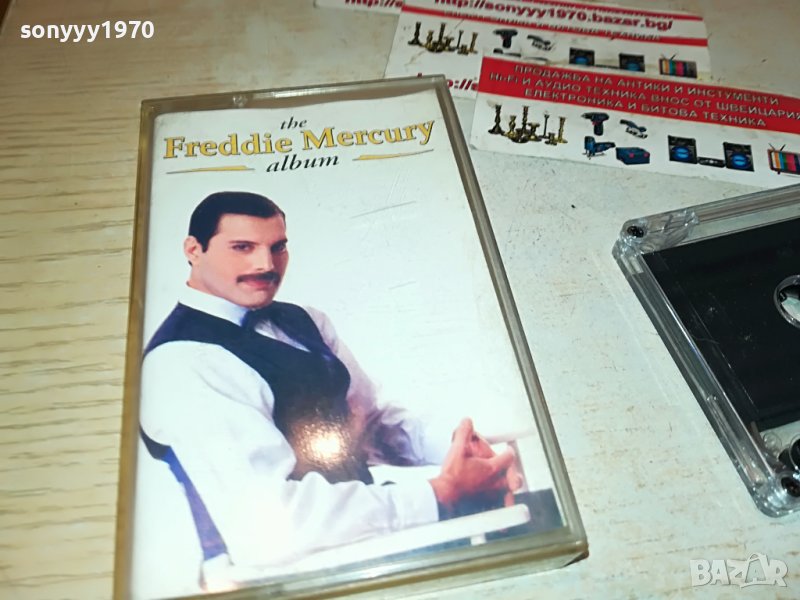 sonyyy1970
http://sonyyy1970.bazar.bg/
ПРОДАЖБА НА АНТИКИ И ИНСТУМЕНТИ
Hi-Fi И АУДИО ТЕХНИКА ВНОС ОТ ШВЕЙЦАРИЯ
ЕЛЕКТРОНИКА И БИТОВА ТЕХНИКА
the
Freddie Mercury
album
BAZAR